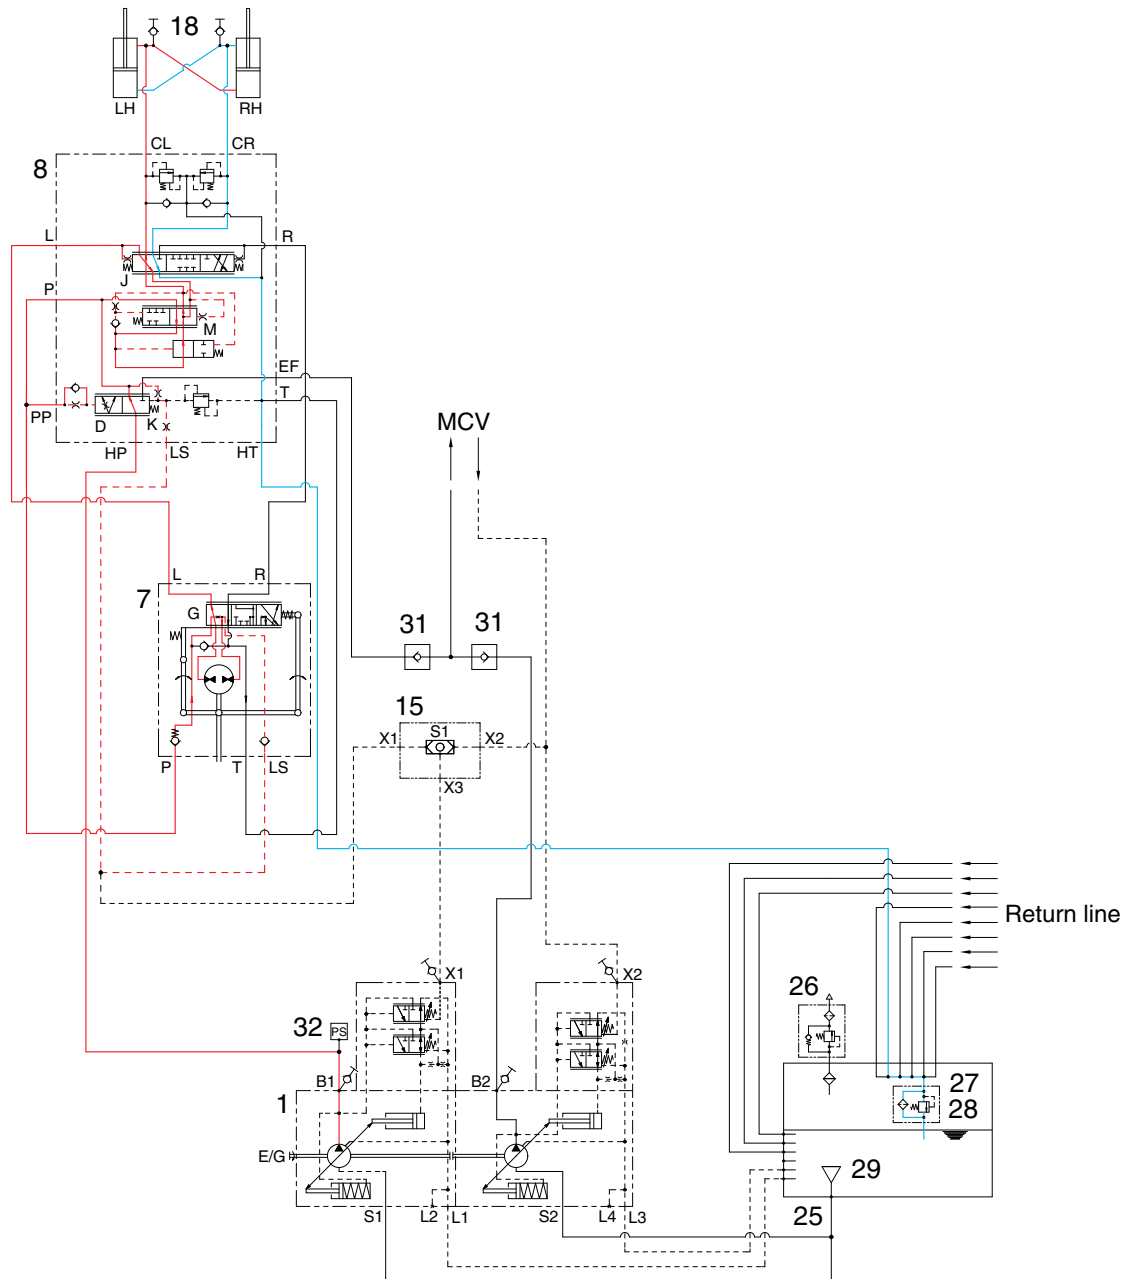 18
LH
RH
CL
CR
8
L
R
J
P
M
EF
T
PP
D
K
HP
LS
HT
MCV
L
R
7
G
31
31
15
S1
X1
X2
X3
P
T
LS
Return line
X1
X2
26
32
PS
B1
B2
27
28
1
E/G
29
S1
L2
L1
S2
L4
L3
25